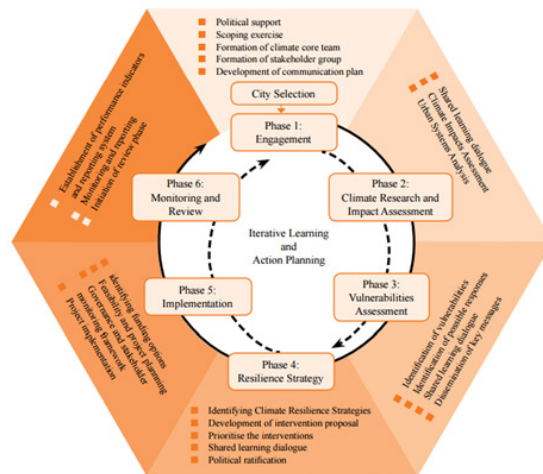 Political support
Scoping exercise
Formation of climate core team
Formation of stakeholder group
Development of communication plan
City Selection
Phase 1:
Engagement
Shared learning dialogue
Climate Impacts Assessment
Urban Systems Analysis
Phase 2:
Climate Research and
Impact Assessment
Phase 3:
Vulnerabilities
Assessment
Identification of vulnerabilities
Identification of possible responses
Shared learning dialogue
Dissemination of key messages
Phase 4:
Resilience Strategy
Identifying Climate Resilience Strategies
Development of intervention proposal
Prioritise the interventions
Shared learning dialogue
Political ratification
Phase 5:
Implementation
identifying funding options
Feasibility and project planning
Governance and stakeholder
monitoring framework
Project implementation
Phase 6:
Monitoring and
Review
Establishment of performance indicators
and reporting system
Monitoring and reporting
Initiation of review phase
Iterative Learning
and
Action Planning